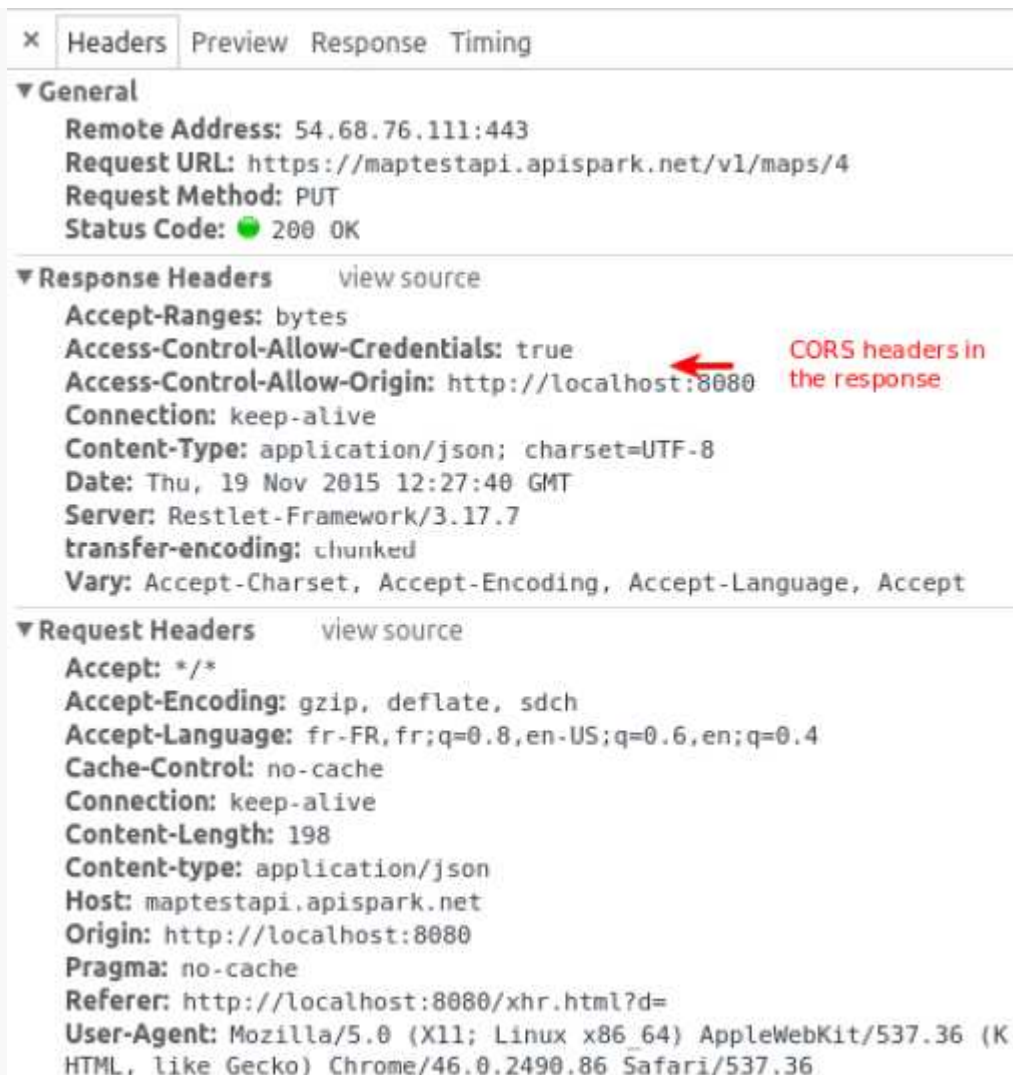 × Headers Preview Response Timing
▼General
Remote Address: 54.68.76.111:443
Request URL: https://maptestapi.apispark.net/v1/maps/4
Request Method: PUT
Status Code: 200 OK
▼Response Headers view source
Accept-Ranges: bytes
Access-Control-Allow-Credentials: true
Access-Control-Allow-Origin: http://localhost:8080
CORS headers in
the response
Connection: keep-alive
Content-Type: application/json; charset=UTF-8
Date: Thu, 19 Nov 2015 12:27:40 GMT
Server: Restlet-Framework/3.17.7
transfer-encoding: chunked
Vary: Accept-Charset, Accept-Encoding, Accept-Language, Accept
▼Request Headers view source
Accept: */*
Accept-Encoding: gzip, deflate, sdch
Accept-Language: fr-FR,fr;q=0.8,en-US;q=0.6,en;q=0.4
Cache-Control: no-cache
Connection: keep-alive
Content-Length: 198
Content-type: application/json
Host: maptestapi.apispark.net
Origin: http://localhost:8080
Pragma: no-cache
Referer: http://localhost:8080/xhr.html?d=
User-Agent: Mozilla/5.0 (X11; Linux x86_64) AppleWebKit/537.36 (K
HTML, like Gecko) Chrome/46.0.2490.86 Safari/537.36